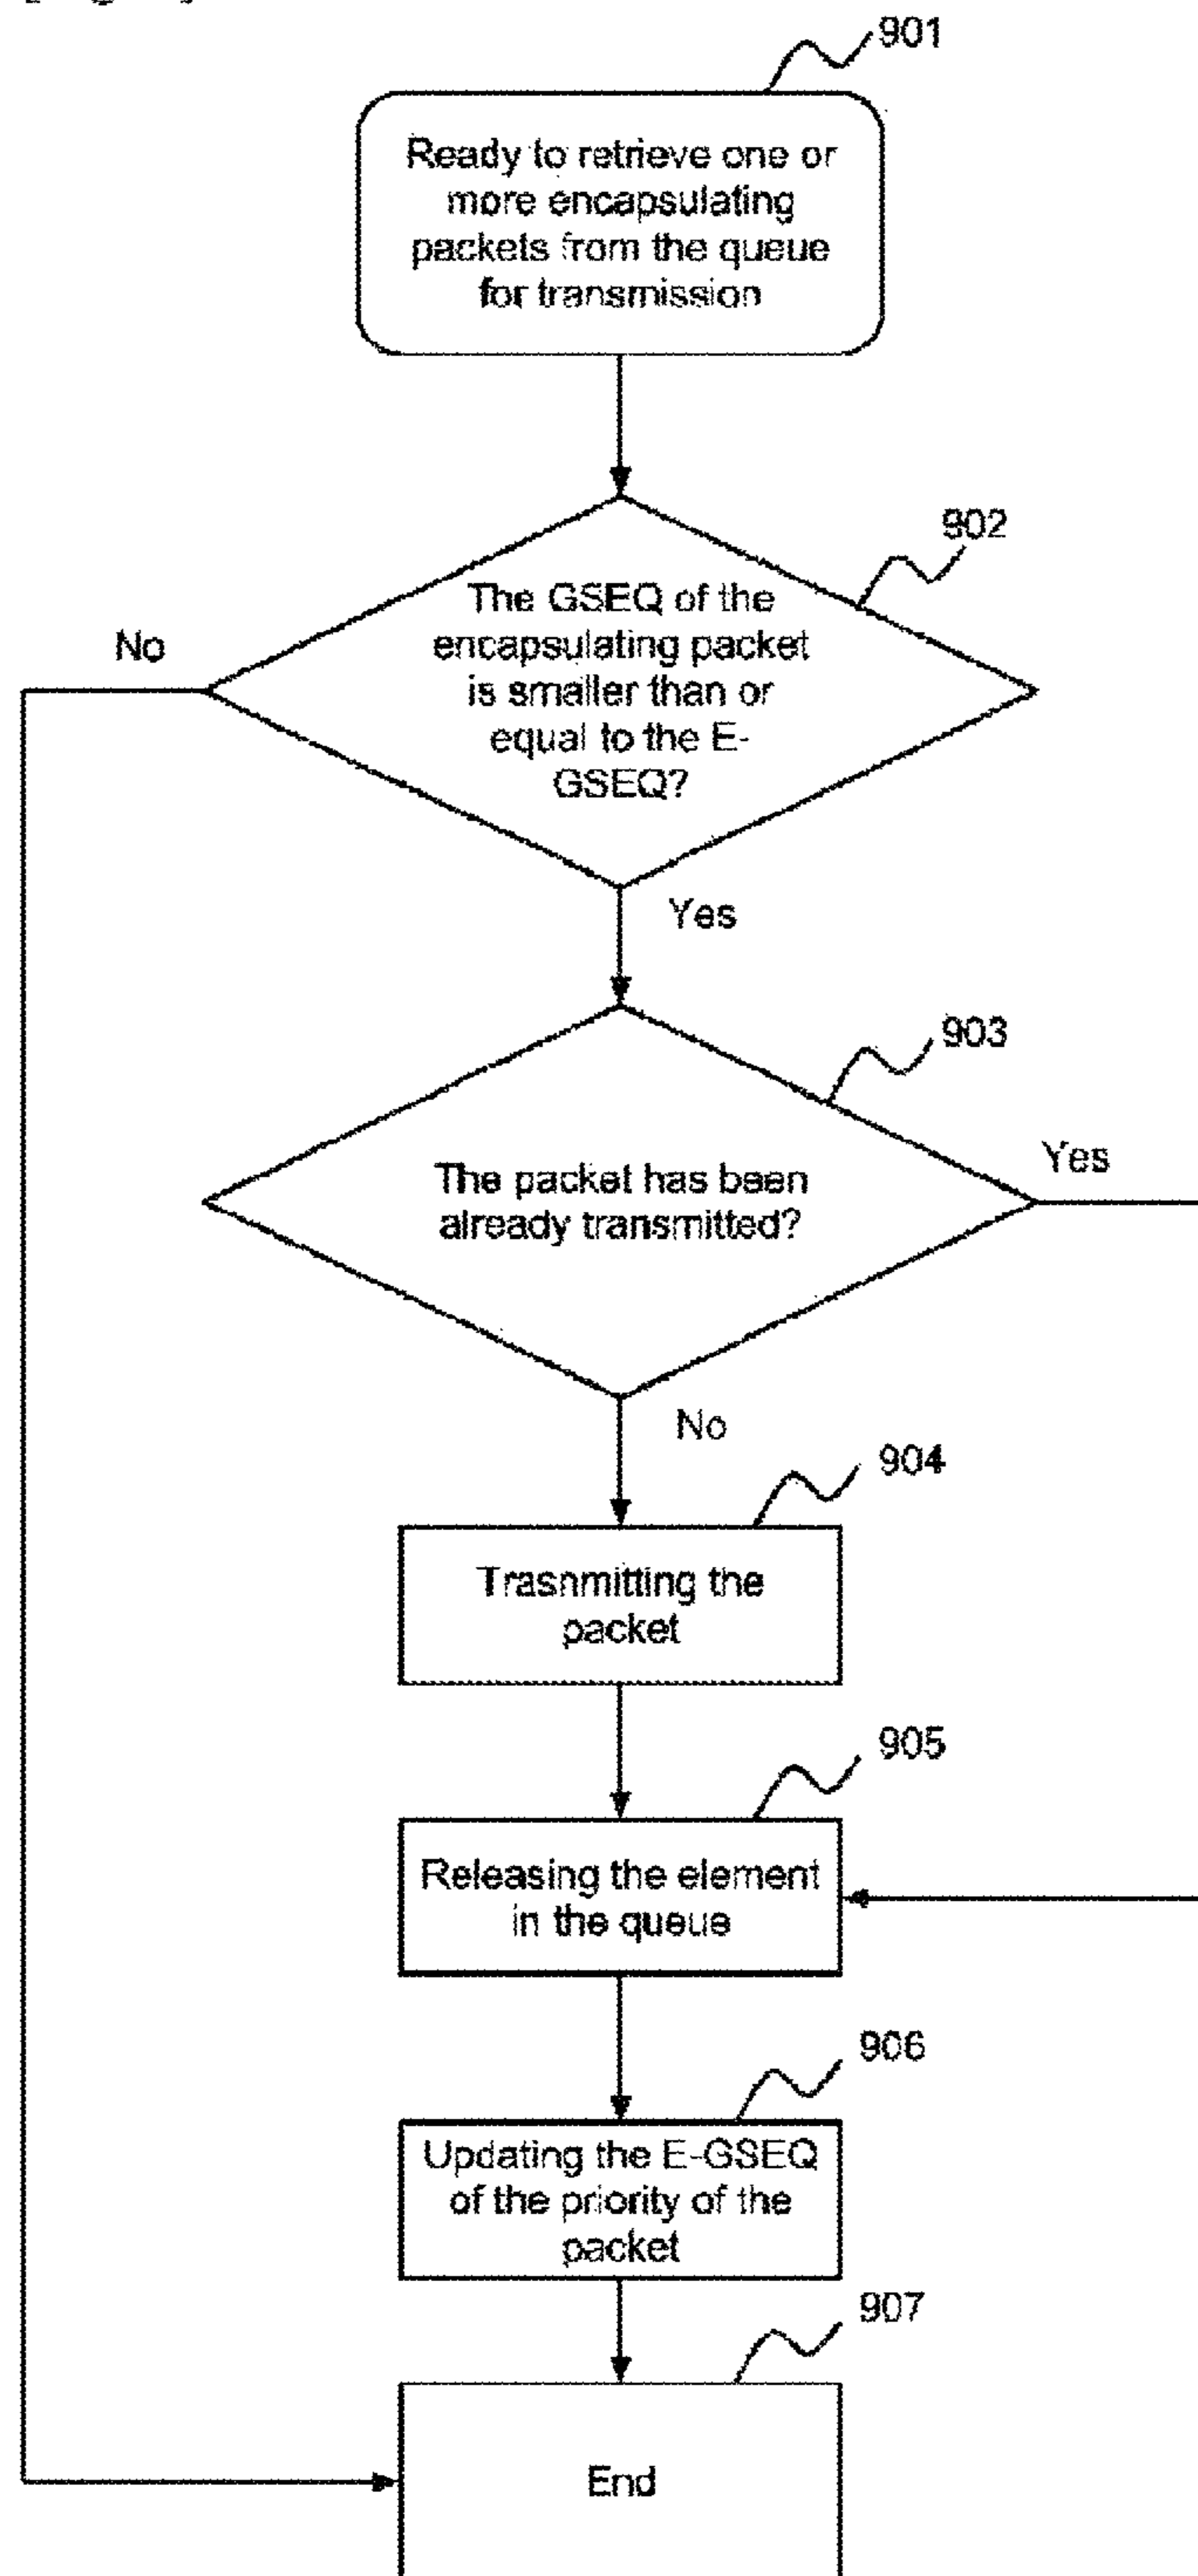 901
Ready to retrieve one or
more encapsulating
packets from the queue
for transmission
902
The GSEQ of the
encapsulating packet
is smaller than or
equal to the E-
GSEQ?
No
Yes
903
The packet has been
already transmitted?
Yes
No
904
Trasnmitting the
packet
905
Releasing the element
in the queue
906
Updating the E-GSEQ
of the priority of the
packet
907
End